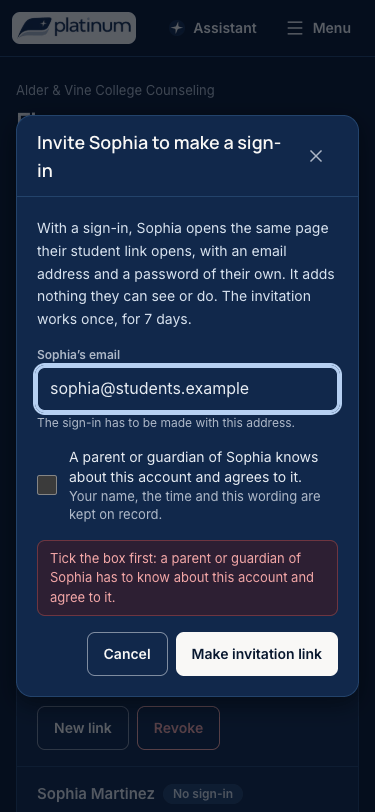 platinum
Assistant
Menu
Alder & Vine College Counseling
Invite Sophia to make a sign-
in
With a sign-in, Sophia opens the same page
their student link opens, with an email
address and a password of their own. It adds
nothing they can see or do. The invitation
works once, for 7 days.
Sophia's email
sophia@students.example
The sign-in has to be made with this address.
A parent or guardian of Sophia knows
about this account and agrees to it.
Your name, the time and this wording are
kept on record.
Tick the box first: a parent or guardian of
Sophia has to know about this account and
agree to it.
Cancel
Make invitation link
New link
Revoke
Sophia Martinez
No sign-in